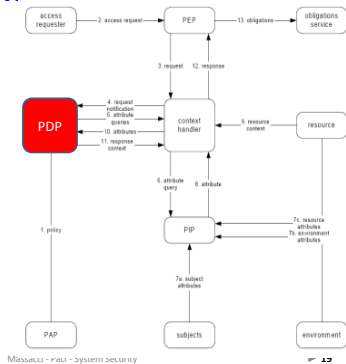 access
requester
2. access request
PEP
13. obligations
obligations
service
3. request
12. response
PDP
4. request
notification
5. attribute
queries
10. attributes
11. response
context
context
handler
9. resource
content
resource
6. attribute
query
8. attribute
1. policy
PIP
7c. resource
attributes
7b. environment
attributes
7a. subject
attributes
PAP
subjects
environment
Massacci - Paci - System Security